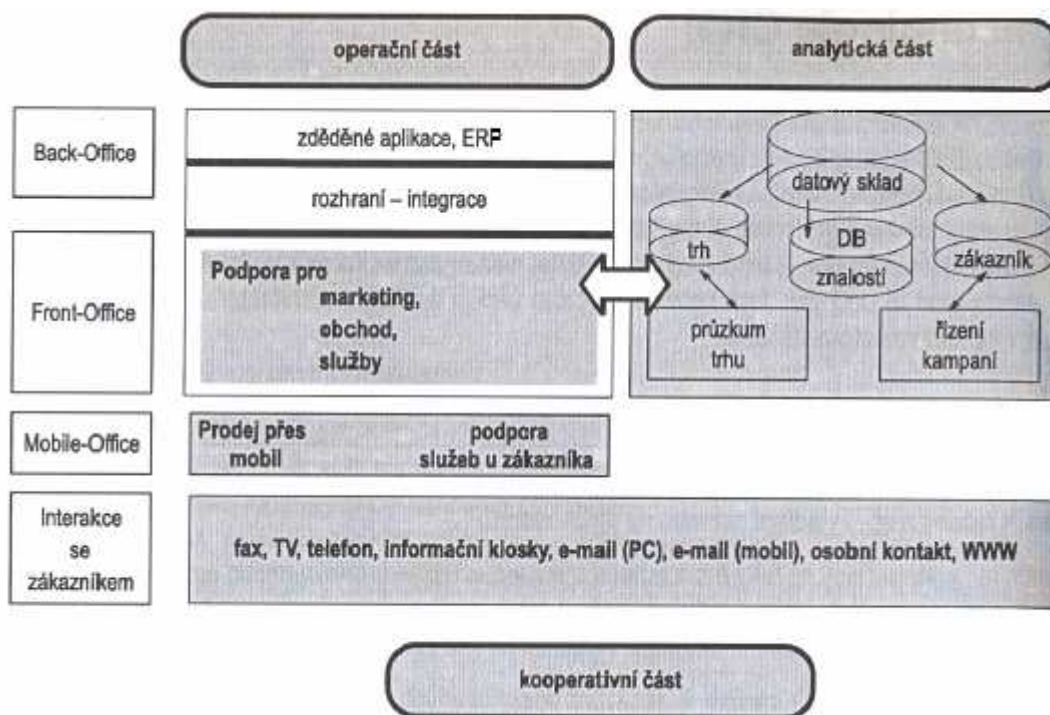 operační část
analytická část
Back-Office
zděděné aplikace, ERP
rozhraní – integrace
datový sklad
trh
DB
znalostí
zákazník
Front-Office
Podpora pro
marketing,
obchod,
služby
průzkum
trhu
řízení
kampaní
Mobile-Office
Prodej přes
mobil
podpora
služeb u zákazníka
Interakce
se
zákazníkem
fax, TV, telefon, informační kiosky, e-mail (PC), e-mail (mobil), osobní kontakt, WWW
kooperativní část